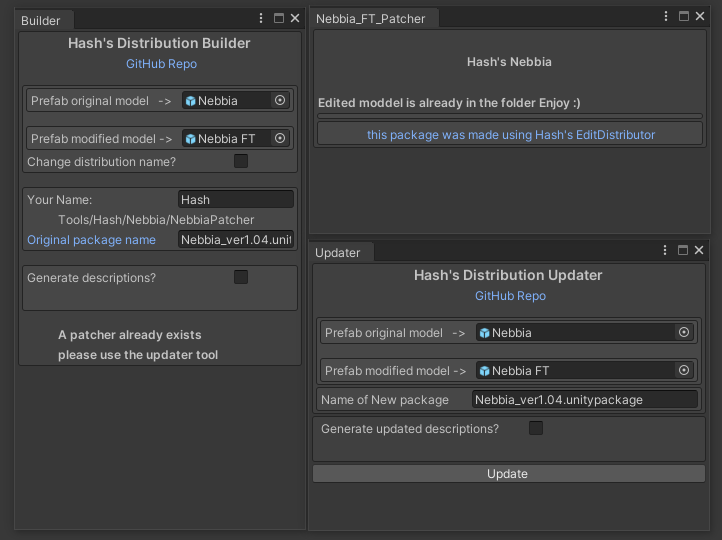 Builder
Hash's Distribution Builder
GitHub Repo
Prefab original model -> Nebbia
Prefab modified model -> Nebbia FT
Change distribution name?
Your Name: Hash
Tools/Hash/Nebbia/NebbiaPatcher
Original package name Nebbia_ver1.04.unit
Generate descriptions?
A patcher already exists
please use the updater tool
Nebbia_FT_Patcher
Hash's Nebbia
Edited moddel is already in the folder Enjoy :)
this package was made using Hash's EditDistributor
Updater
Hash's Distribution Updater
GitHub Repo
Prefab original model -> Nebbia
Prefab modified model -> Nebbia FT
Name of New package Nebbia_ver1.04.unitypackage
Generate updated descriptions?
Update